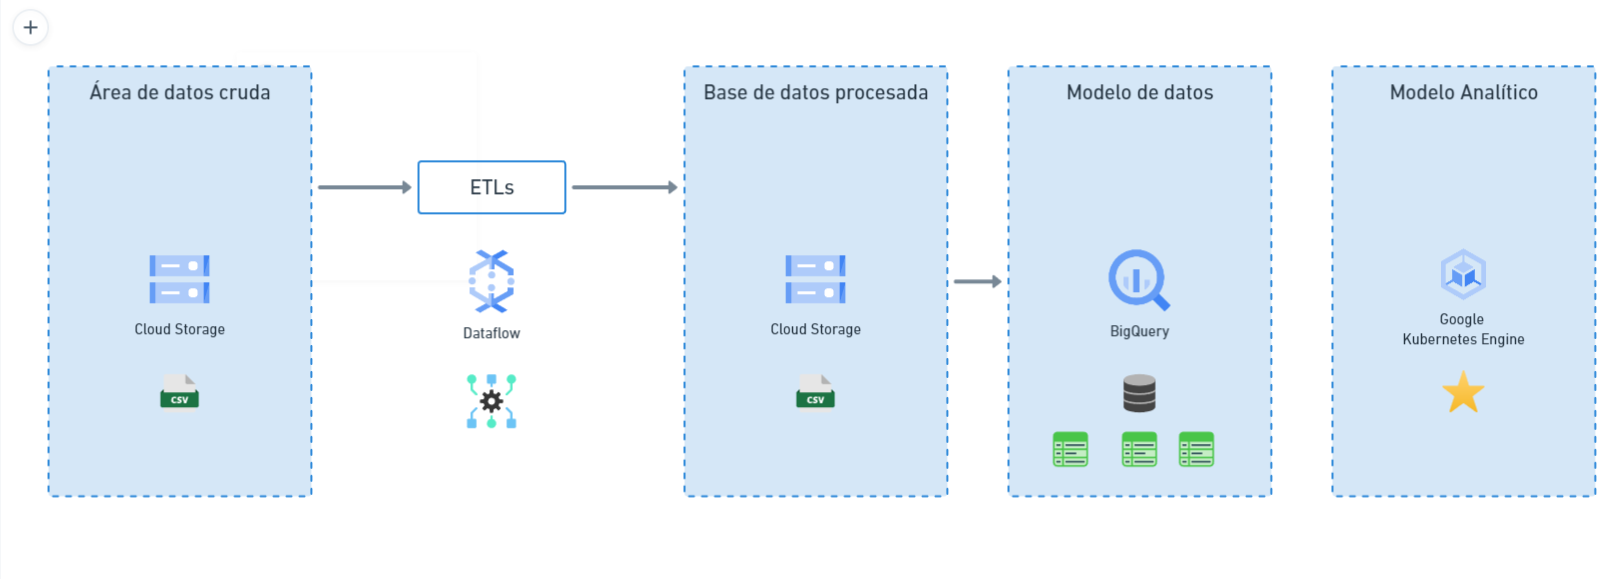 Área de datos cruda
Cloud Storage
CSV
ETLs
Dataflow
Base de datos procesada
Cloud Storage
CSV
Modelo de datos
BigQuery
Modelo Analítico
Google
Kubernetes Engine